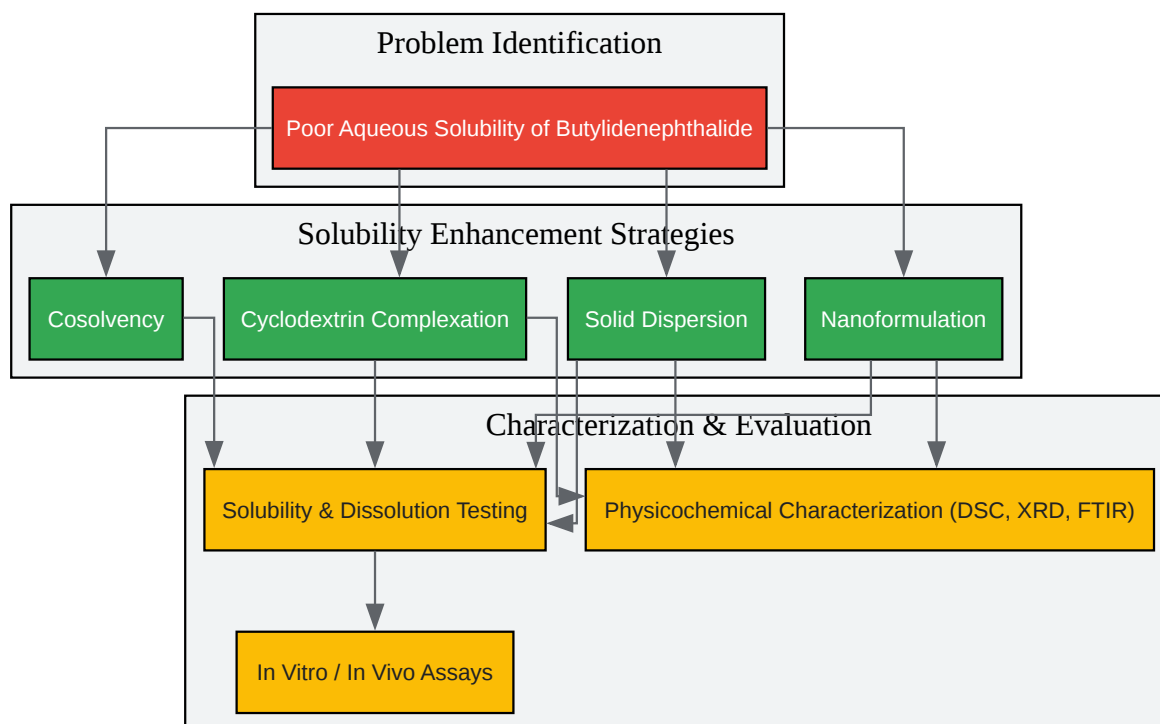 Problem Identification
Poor Aqueous Solubility of Butylidenephthalide
Solubility Enhancement Strategies
Cosolvency
Cyclodextrin Complexation
Solid Dispersion
Nanoformulation
Characterization & Evaluation
Solubility & Dissolution Testing
Physicochemical Characterization (DSC, XRD, FTIR)
In Vitro / In Vivo Assays